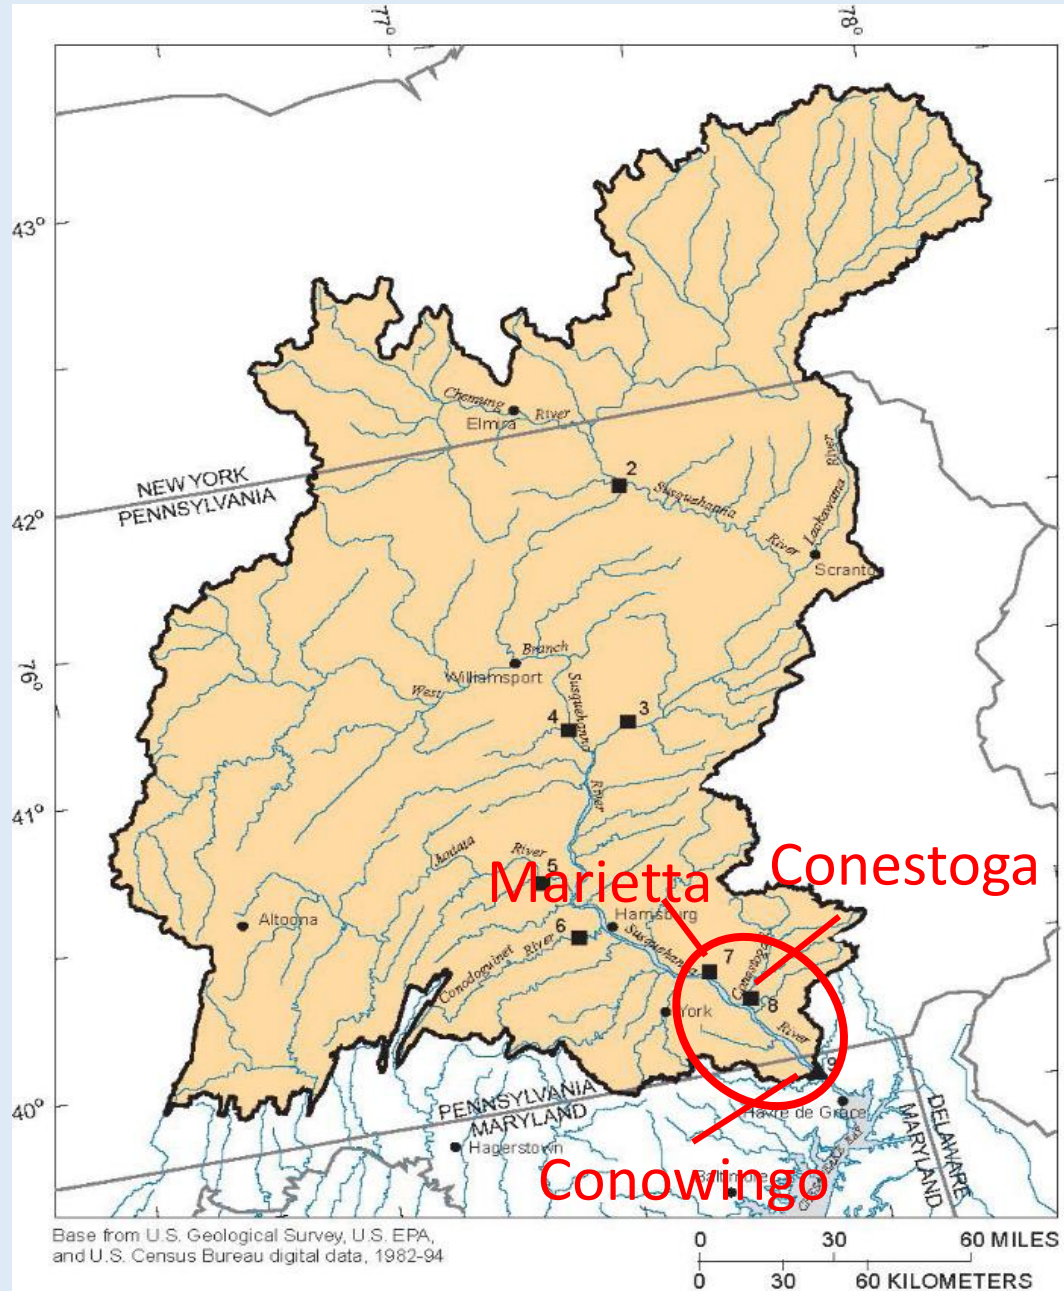 77°
78°
43°
Chemung
River
Elmira
NEW YORK
PENNSYLVANIA
2
Susquehanna
River
Lackawanna
River
42°
Scranton
Branch
Williamsport
West
Susquehanna
River
4
3
76°
41°
Juniata
River
5
Marietta
Conestoga
Altoona
6
Harrisburg
Susquehanna
7
Conestoga
Conodoguinet
River
8
York
River
9
40°
PENNSYLVANIA
MARYLAND
Havre de Grace
MARYLAND
DELAWARE
Hagerstown
Conowingo
Baltimore
Base from U.S. Geological Survey, U.S. EPA,
and U.S. Census Bureau digital data, 1982-94
0 30 60 MILES
0 30 60 KILOMETERS